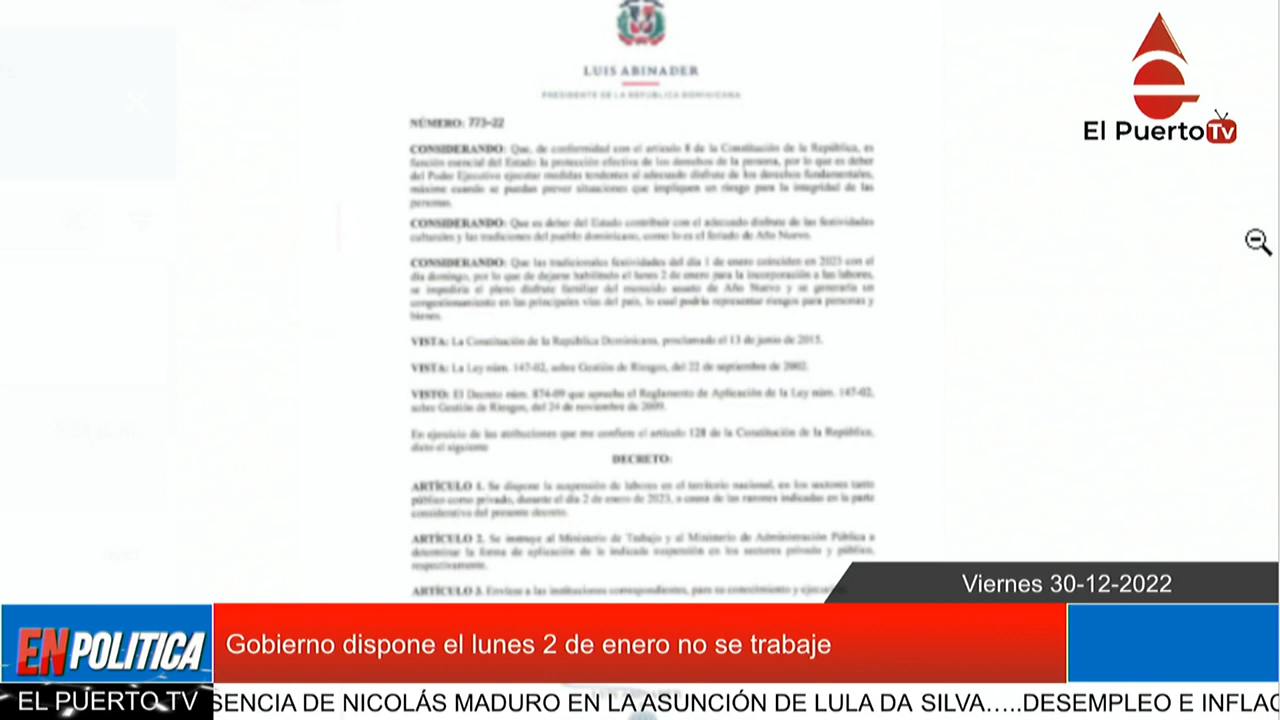 LUIS ABINADER
PRESIDENTE DE LA REPÚBLICA DOMINICANA
El Puerto Tv
NÚMERO: 773-22
CONSIDERANDO: Que, de conformidad con el artículo 8 de la Constitución de la República, es
función esencial del Estado la protección efectiva de los derechos de la persona, por lo que es deber
del Poder Ejecutivo ejecutar medidas tendentes al adecuado disfrute de los derechos fundamentales,
máxime cuando se puedan prever situaciones que impliquen un riesgo para la integridad de las
personas.
CONSIDERANDO: Que es deber del Estado contribuir con el adecuado disfrute de las festividades
culturales y las tradiciones del pueblo dominicano, como lo es el feriado de Año Nuevo.
CONSIDERANDO: Que las tradicionales festividades del día 1 de enero coinciden en 2023 con el
día domingo, por lo que de dejarse habilitado el lunes 2 de enero para la incorporación a las labores,
se impediría el pleno disfrute familiar del mencionado asueto de Año Nuevo y se generaría un
congestionamiento en las principales vías del país, lo cual podría representar riesgos para personas y
bienes.
VISTA: La Constitución de la República Dominicana, proclamada el 13 de junio de 2015.
VISTA: La Ley núm. 147-02, sobre Gestión de Riesgos, del 22 de septiembre de 2002.
VISTO: El Decreto núm. 874-09 que aprueba el Reglamento de Aplicación de la Ley núm. 147-02,
sobre Gestión de Riesgos, del 24 de noviembre de 2009.
En ejercicio de las atribuciones que me confiere el artículo 128 de la Constitución de la República,
dicto el siguiente
DECRETO:
ARTÍCULO 1. Se dispone la suspensión de labores en el territorio nacional, en los sectores tanto
público como privado, durante el día 2 de enero de 2023, a causa de las razones indicadas en la parte
considerativa del presente decreto.
ARTÍCULO 2. Se instruye al Ministerio de Trabajo y al Ministerio de Administración Pública a
determinar la forma de aplicación de la indicada suspensión en los sectores privado y público,
respectivamente.
ARTÍCULO 3. Envíese a las instituciones correspondientes, para su conocimiento y
Viernes 30-12-2022
EN POLITICA
Gobierno dispone el lunes 2 de enero no se trabaje
EL PUERTO TV
SENCIA DE NICOLÁS MADURO EN LA ASUNCIÓN DE LULA DA SILVA.....DESEMPLEO E INFLAC